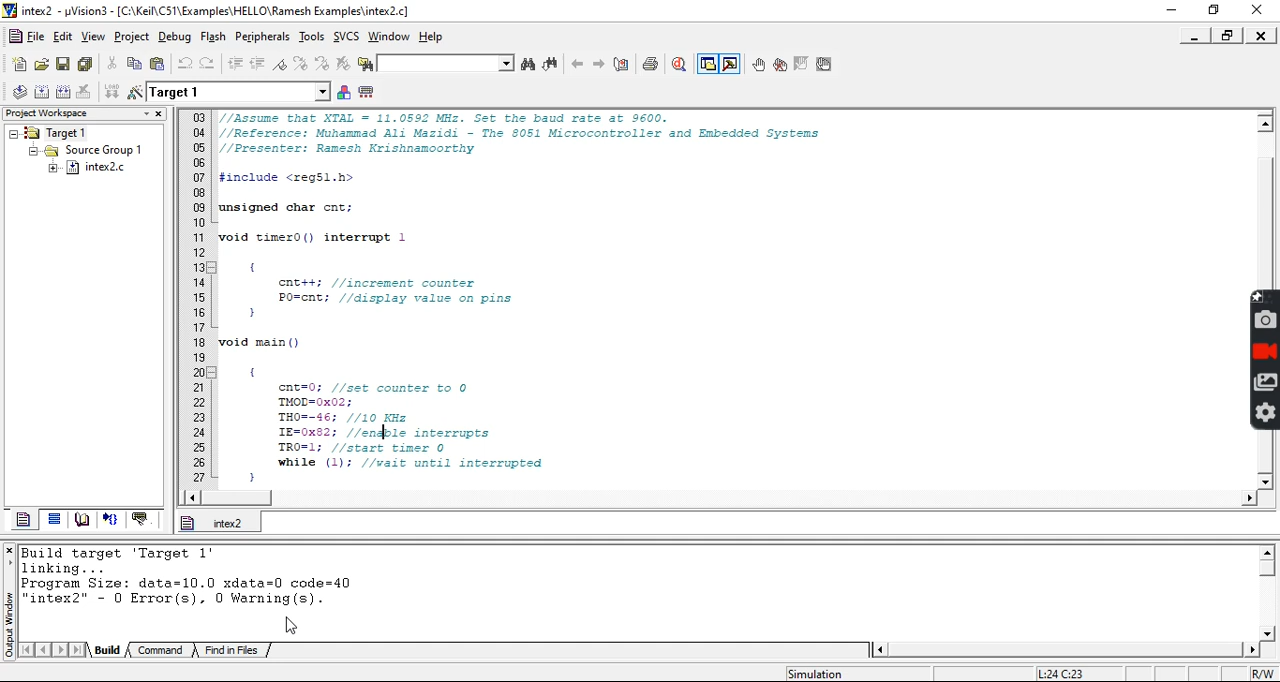 intex2 - µVision3 - [C:\Keil\C51\Examples\HELLO\Ramesh Examples\intex2.c]
File Edit View Project Debug Flash Peripherals Tools SVCS Window Help
Target 1
Project Workspace
Target 1
Source Group 1
intex2.c
03 //Assume that XTAL = 11.0592 MHz. Set the baud rate at 9600.
04 //Reference: Muhammad Ali Mazidi - The 8051 Microcontroller and Embedded Systems
05 //Presenter: Ramesh Krishnamoorthy
06
07 #include <reg51.h>
08
09 unsigned char cnt;
10
11 void timer0() interrupt 1
12
13 {
14 cnt++; //increment counter
15 P0=cnt; //display value on pins
16 }
17
18 void main()
19
20 {
21 cnt=0; //set counter to 0
22 TMOD=0x02;
23 TH0=-46; //10 KHz
24 IE=0x82; //enable interrupts
25 TR0=1; //start timer 0
26 while (1); //wait until interrupted
27 }
intex2
Output Window
Build target 'Target 1'
linking...
Program Size: data=10.0 xdata=0 code=40
"intex2" - 0 Error(s), 0 Warning(s).
Build Command Find in Files
Simulation L:24 C:23 R/W